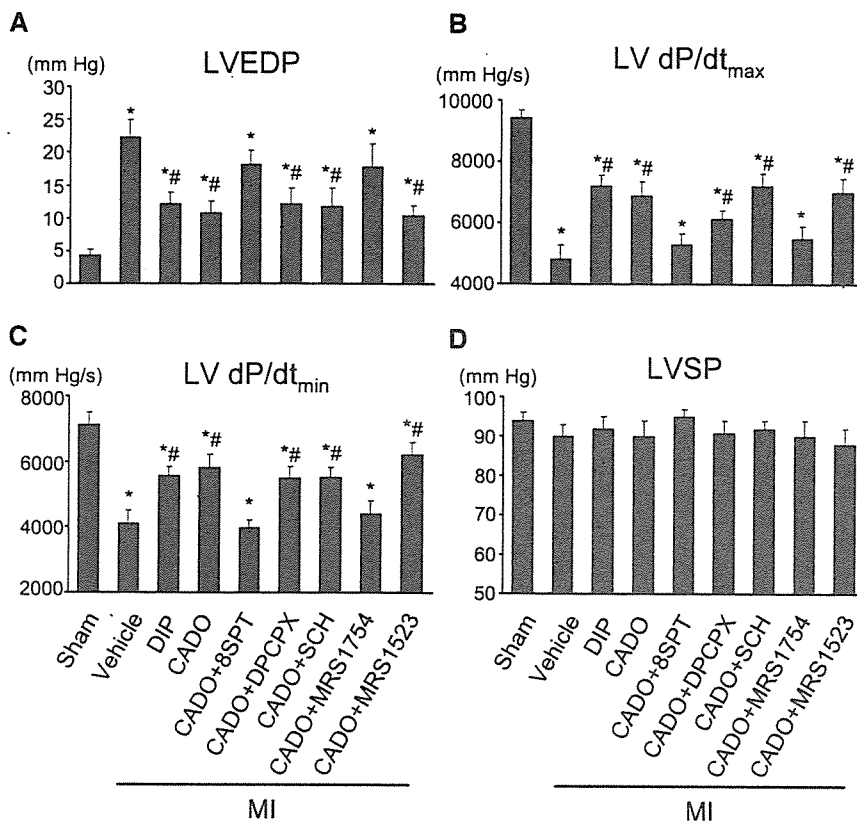 A
LVEDP
(mm Hg)
30
25
20
15
10
5
0
* *# *# * *# *# * *#
B
LV dP/dtmax
(mm Hg/s)
10000
8000
6000
4000
* *# *# * *# *# * *#
C
LV dP/dtmin
(mm Hg/s)
8000
6000
4000
2000
* *# *# * *# *# * *#
Sham
Vehicle
DIP
CADO
CADO+8SPT
CADO+DPCPX
CADO+SCH
CADO+MRS1754
CADO+MRS1523
MI
D
LVSP
(mm Hg)
100
90
80
70
60
50
Sham
Vehicle
DIP
CADO
CADO+8SPT
CADO+DPCPX
CADO+SCH
CADO+MRS1754
CADO+MRS1523
MI